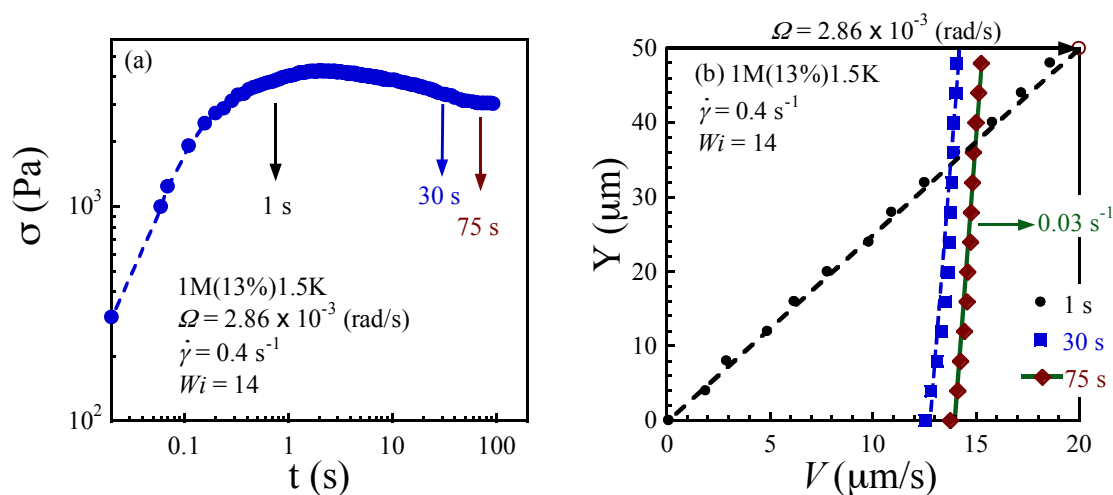 (a)
10³
10²
σ (Pa)
0.1
1
10
100
t (s)
1 s
30 s
75 s
1M(13%)1.5K
Ω = 2.86 x 10⁻³ (rad/s)
γ̇ = 0.4 s⁻¹
Wi = 14
Ω = 2.86 x 10⁻³ (rad/s)
(b) 1M(13%)1.5K
γ̇ = 0.4 s⁻¹
Wi = 14
50
40
30
20
10
0
Y (μm)
0
5
10
15
20
V (μm/s)
0.03 s⁻¹
1 s
30 s
75 s